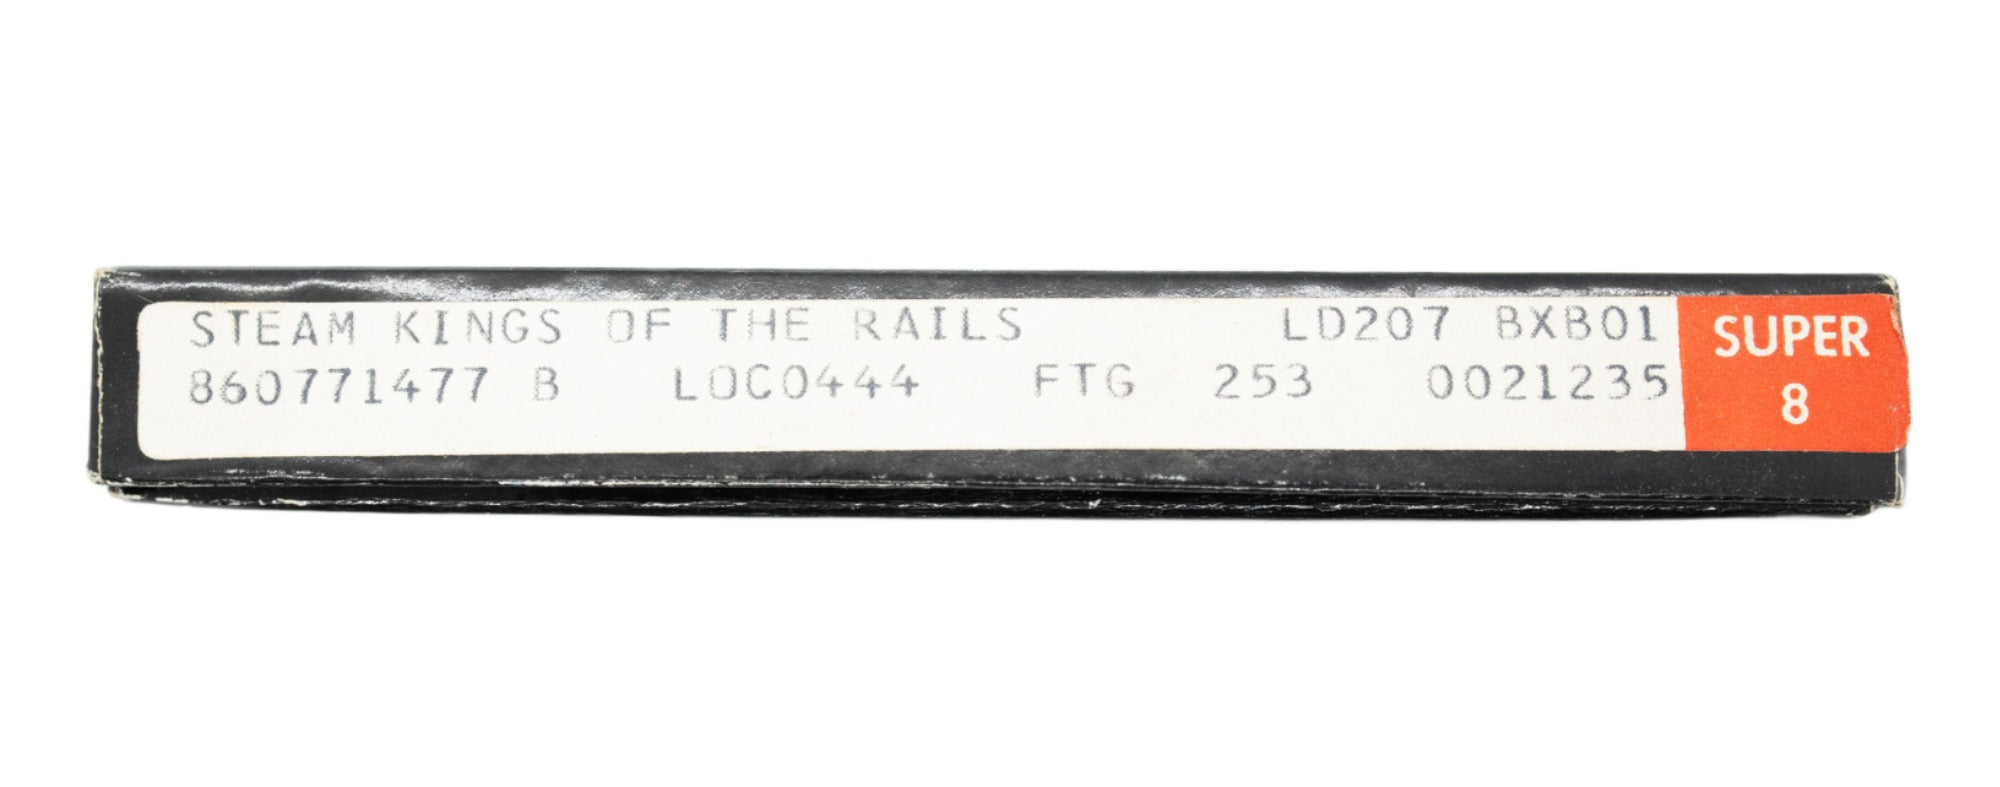 STEAM KINGS OF THE RAILS LD207 BXB01
860771477 B LOC0444 FTG 253 0021235
SUPER
8